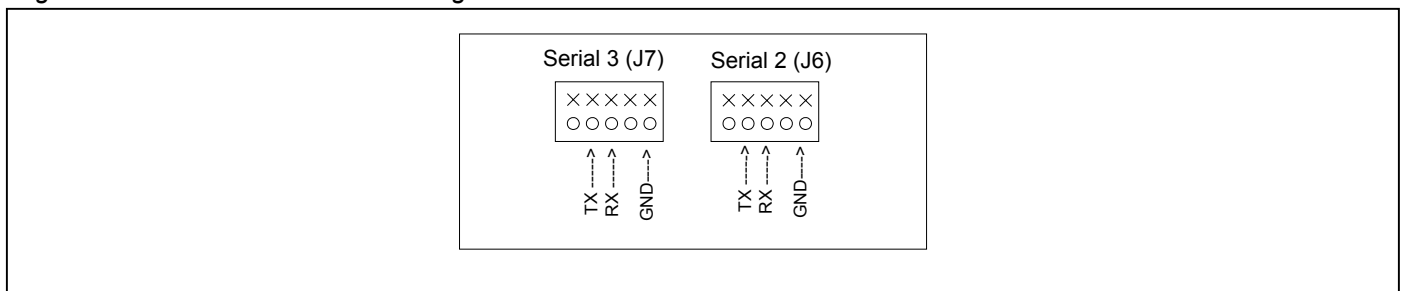 Serial 3 (J7) Serial 2 (J6)
TX ------>
RX ------>
GND---->
TX ----->
RX ----->
GND---->